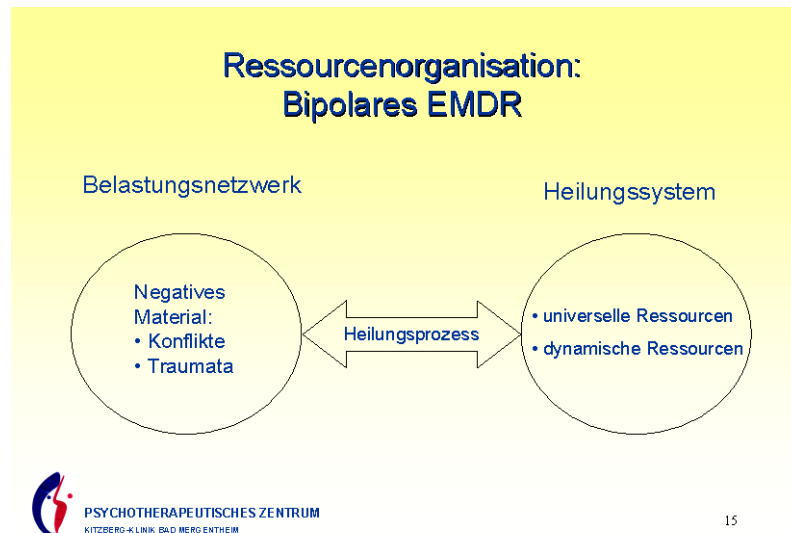 Ressourcenorganisation:
Bipolares EMDR
Belastungsnetzwerk
Heilungssystem
Negatives
Material:
• Konflikte
• Traumata
Heilungsprozess
• universelle Ressourcen
• dynamische Ressourcen
PSYCHOTHERAPEUTISCHES ZENTRUM
KITZBERG-KLINIK BAD MERGENTHEIM
15